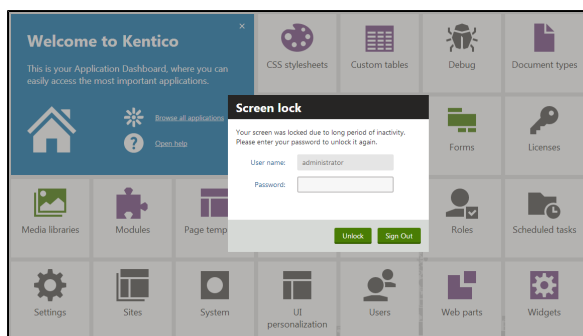 Welcome to Kentico
×
This is your Application Dashboard, where you can
easily access the most important applications.
Browse all applications
Open help
CSS stylesheets
Custom tables
Debug
Document types
Screen lock
Your screen was locked due to long period of inactivity.
Please enter your password to unlock it again.
User name:
administrator
Password:
Unlock
Sign Out
Forms
Licenses
Media libraries
Modules
Page temp
Roles
Scheduled tasks
Settings
Sites
System
UI
personalization
Users
Web parts
Widgets